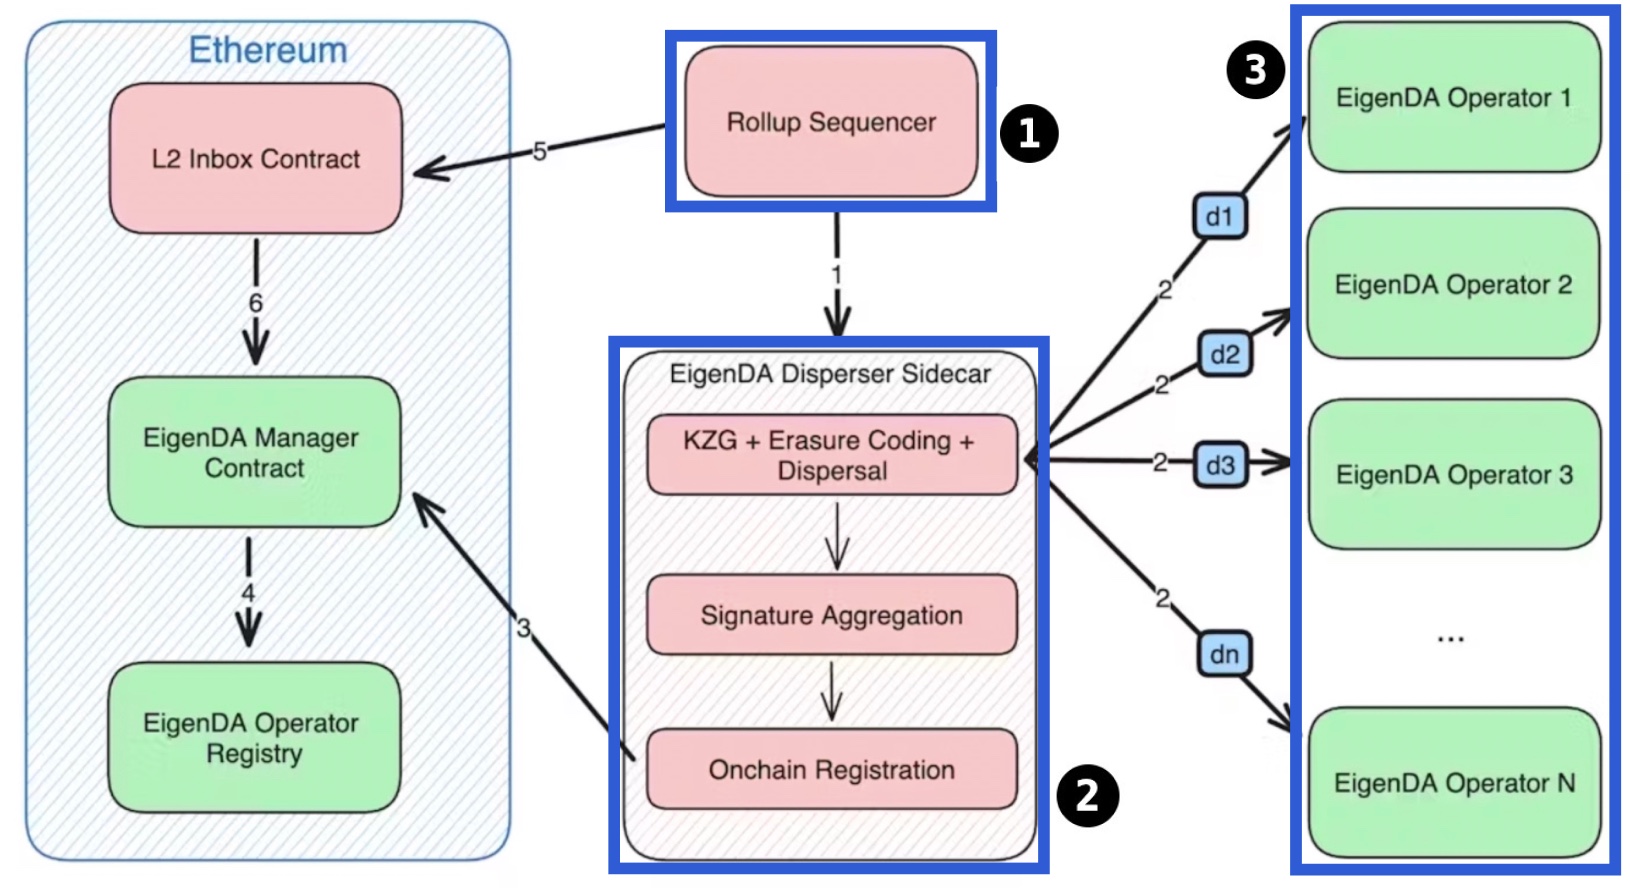 Ethereum
L2 Inbox Contract
6
EigenDA Manager
Contract
4
EigenDA Operator
Registry
5
3
Rollup Sequencer
1
1
EigenDA Disperser Sidecar
KZG + Erasure Coding +
Dispersal
Signature Aggregation
Onchain Registration
2
2
d1
2
d2
2
d3
2
dn
3
EigenDA Operator 1
EigenDA Operator 2
EigenDA Operator 3
...
EigenDA Operator N